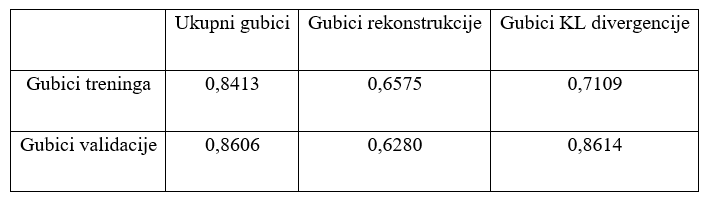 Ukupni gubici Gubici rekonstrukcije Gubici KL divergencije
Gubici treninga 0,8413 0,6575 0,7109
Gubici validacije 0,8606 0,6280 0,8614